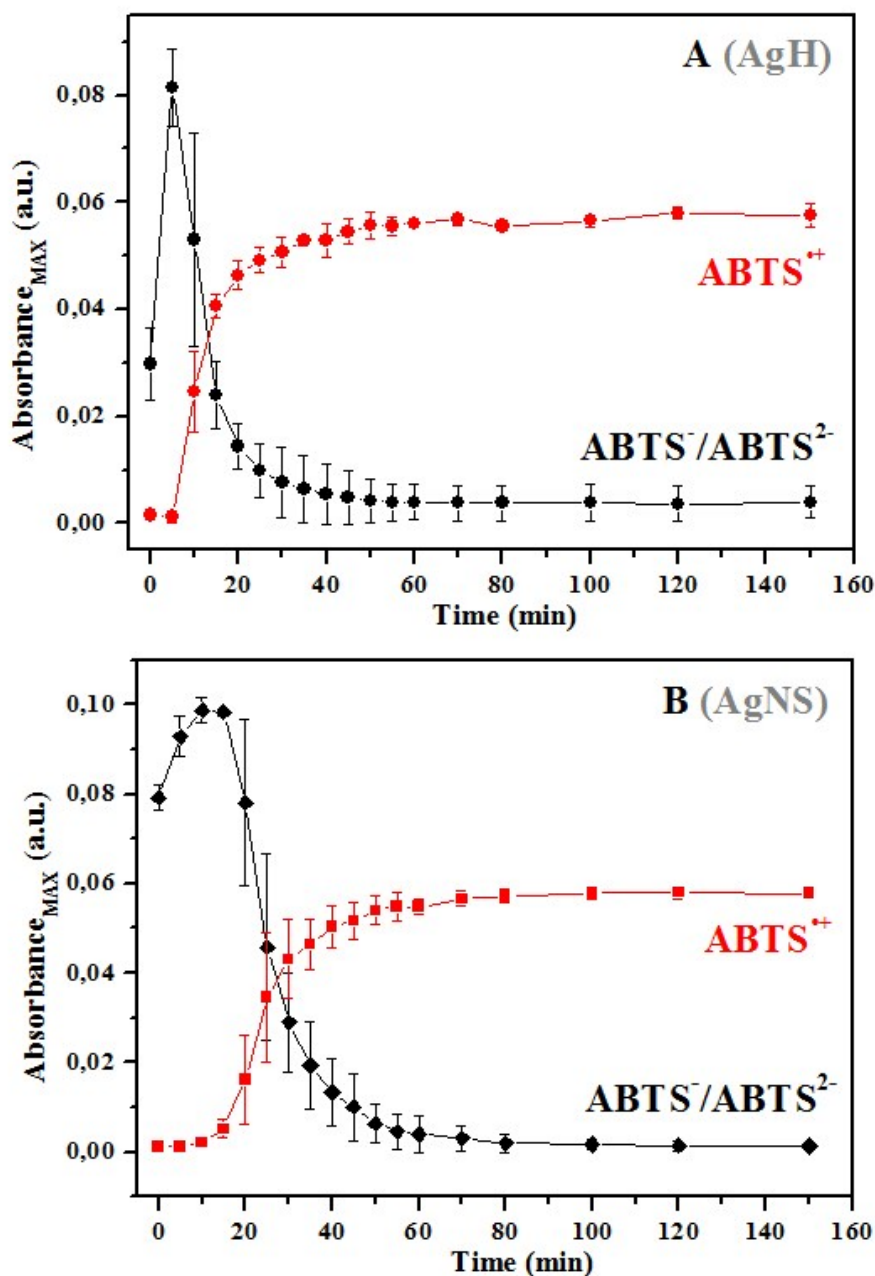 A (AgH)
0,08
0,06
0,04
0,02
0,00
Absorbance_MAX (a.u.)
ABTS•+
ABTS-/ABTS2-
0 20 40 60 80 100 120 140 160
Time (min)
B (AgNS)
0,10
0,08
0,06
0,04
0,02
0,00
Absorbance_MAX (a.u.)
ABTS•+
ABTS-/ABTS2-
0 20 40 60 80 100 120 140 160
Time (min)